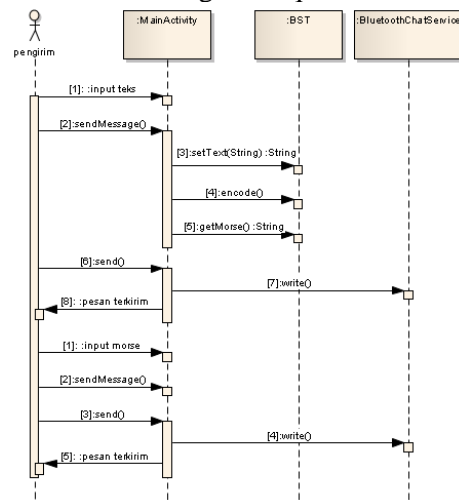 :MainActivity
:BST
:BluetoothChatService
pengirim
[1]: :input teks
[2]:sendMessage()
[3]:setText(String) :String
[4]:encode()
[5]:getMorse() :String
[6]:send()
[7]:write()
[8]: :pesan terkirim
[1]: :input morse
[2]:sendMessage()
[3]:send()
[4]:write()
[5]: :pesan terkirim